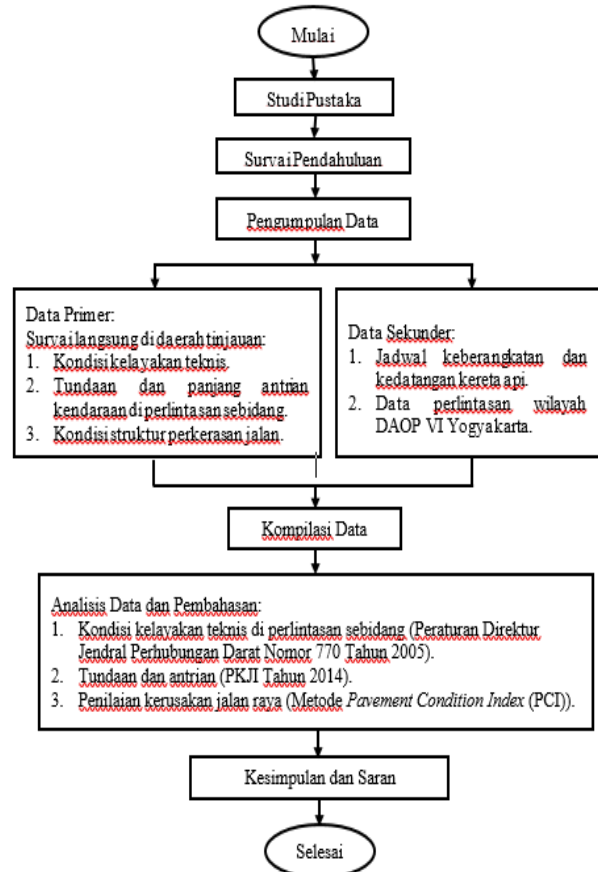 Mulai
Studi Pustaka
Survai Pendahuluan
Pengumpulan Data
Data Primer:
Survai langsung di daerah tinjauan:
1. Kondisi kelayakan teknis.
2. Tundaan dan panjang antrian
kendaraan di perlintasan sebidang.
3. Kondisi struktur perkerasan jalan.
Data Sekunder:
1. Jadwal keberangkatan dan
kedatangan kereta api.
2. Data perlintasan wilayah
DAOP VI Yogyakarta.
Kompilasi Data
Analisis Data dan Pembahasan:
1. Kondisi kelayakan teknis di perlintasan sebidang (Peraturan Direktur
Jendral Perhubungan Darat Nomor 770 Tahun 2005).
2. Tundaan dan antrian (PKJI Tahun 2014).
3. Penilaian kerusakan jalan raya (Metode Pavement Condition Index (PCI)).
Kesimpulan dan Saran
Selesai